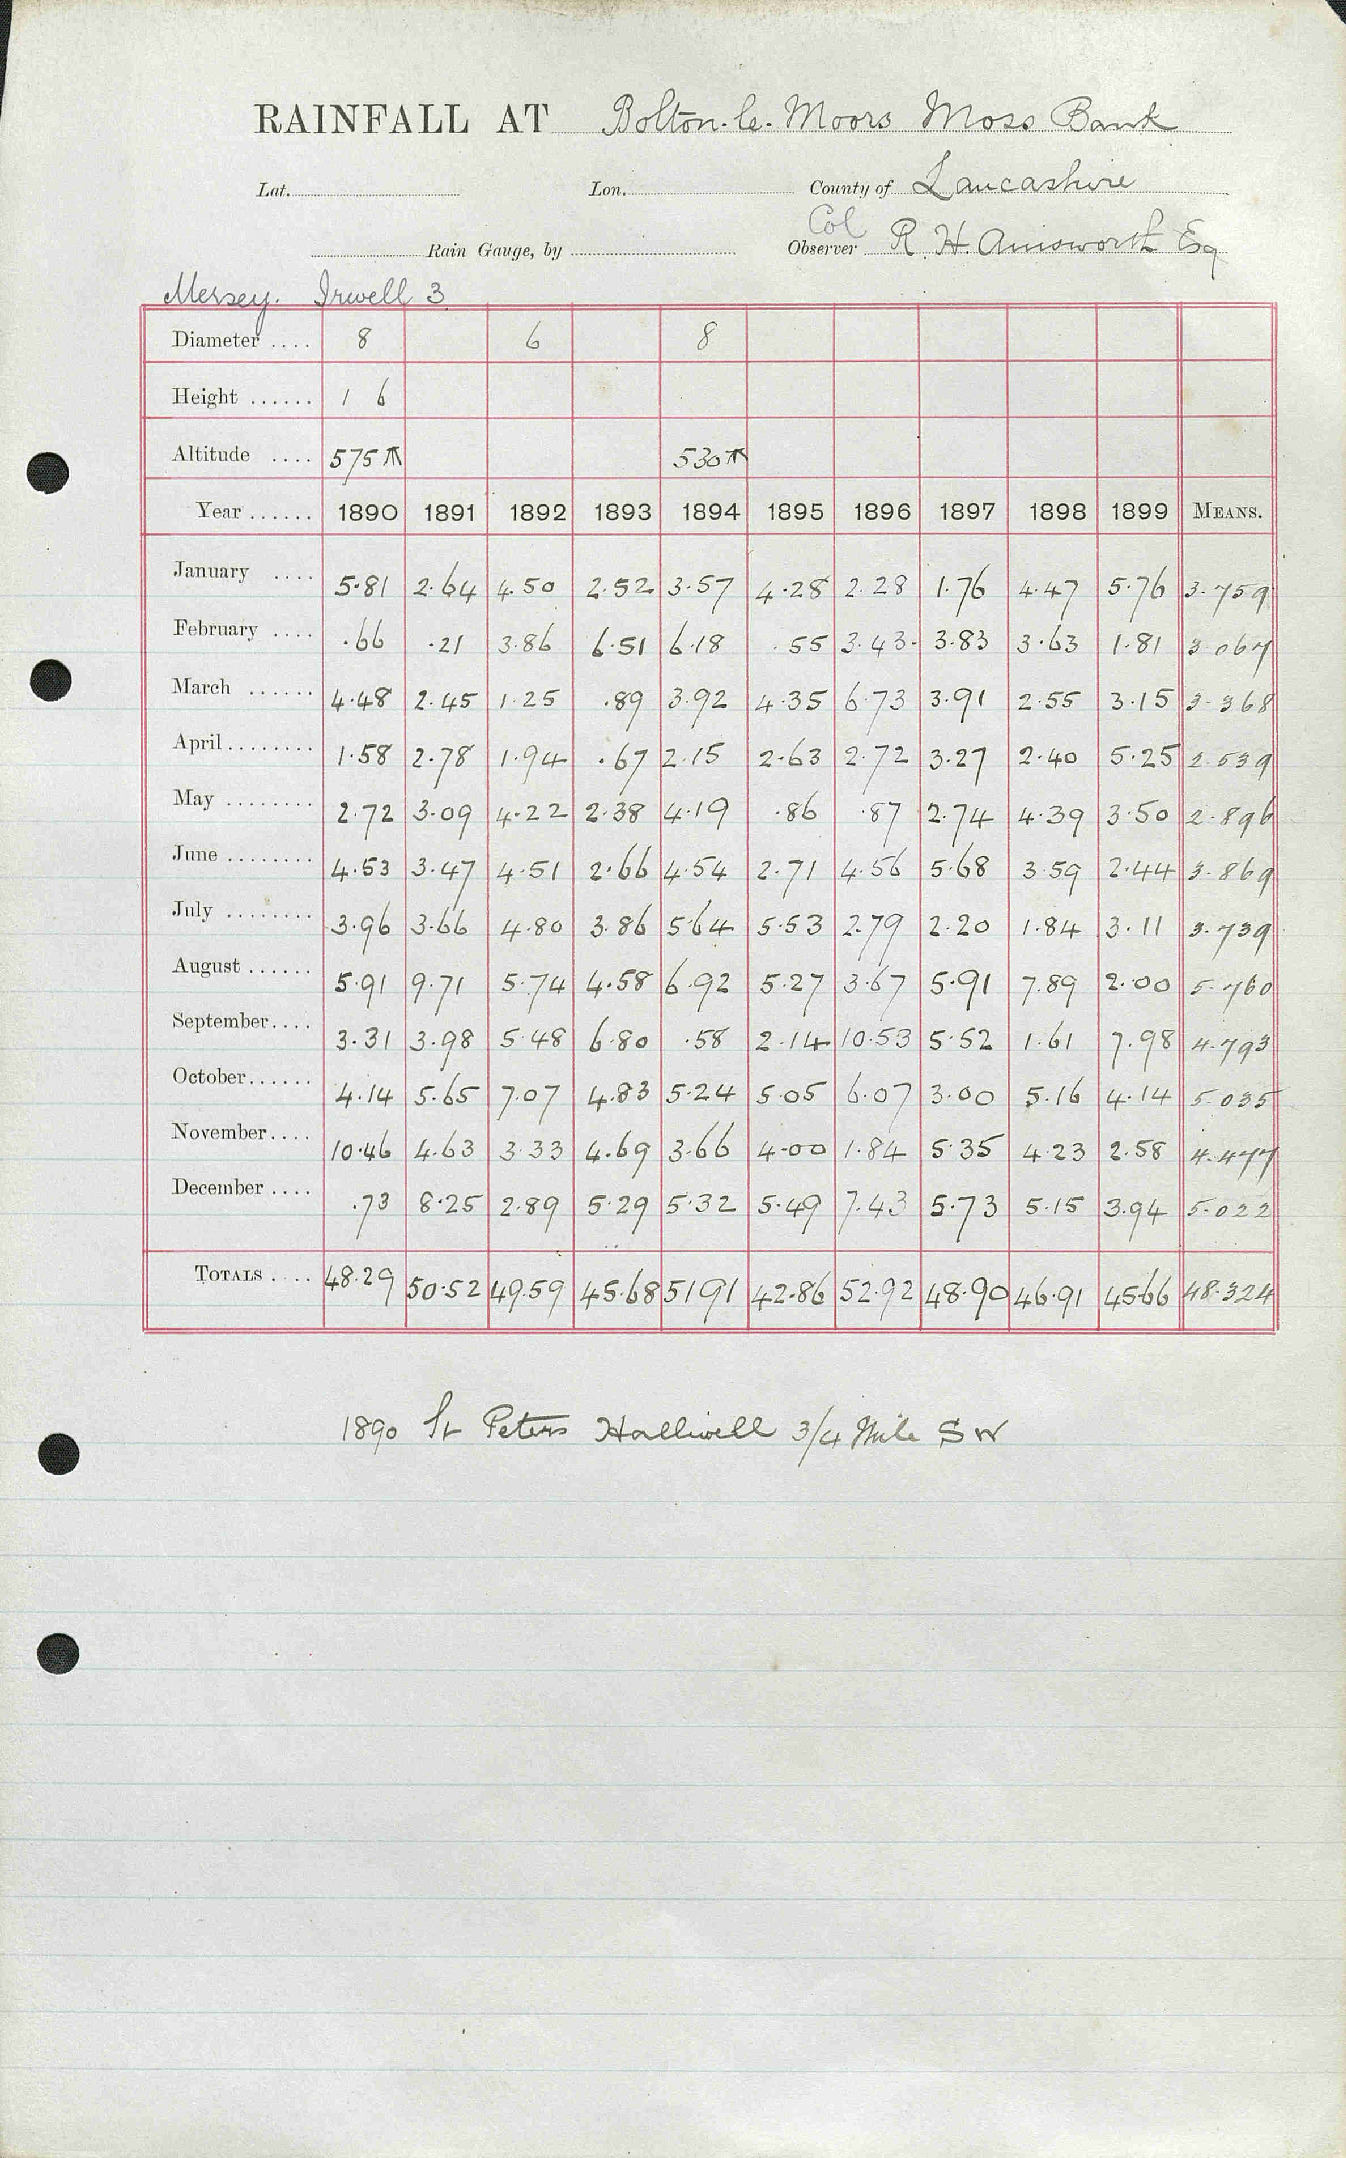 RAINFALL AT Bolton-le-Moors Moss Bank
Lat. Lon. County of Lancashire
Col
Rain Gauge, by Observer R. H. Ainsworth Esq
Mersey. Irwell 3
Diameter .... 8 6 8
Height ...... 1 6
Altitude .... 575 530
Year ...... 1890 1891 1892 1893 1894 1895 1896 1897 1898 1899 MEANS.
January .... 5.81 2.64 4.50 2.52 3.57 4.28 2.28 1.76 4.47 5.76 3.759
February .... .66 .21 3.86 6.51 6.18 .55 3.43 3.83 3.63 1.81 3.067
March ...... 4.48 2.45 1.25 .89 3.92 4.35 6.73 3.91 2.55 3.15 3.368
April ........ 1.58 2.78 1.94 .67 2.15 2.63 2.72 3.27 2.40 5.25 2.539
May ........ 2.72 3.09 4.22 2.38 4.19 .86 .87 2.74 4.39 3.50 2.896
June ........ 4.53 3.47 4.51 2.66 4.54 2.71 4.56 5.68 3.59 2.44 3.869
July ........ 3.96 3.66 4.80 3.86 5.64 5.53 2.79 2.20 1.84 3.11 3.739
August ...... 5.91 9.71 5.74 4.58 6.92 5.27 3.67 5.91 7.89 2.00 5.760
September.... 3.31 3.98 5.48 6.80 .58 2.14 10.53 5.52 1.61 7.98 4.793
October...... 4.14 5.65 7.07 4.83 5.24 5.05 6.07 3.00 5.16 4.14 5.035
November.... 10.46 4.63 3.33 4.69 3.66 4.00 1.84 5.35 4.23 2.58 4.477
December .... .73 8.25 2.89 5.29 5.32 5.49 7.43 5.73 5.15 3.94 5.022
TOTALS .... 48.29 50.52 49.59 45.68 51 91 42.86 52.92 48.90 46.91 45 66 48.324
1890 St Peters Halliwell 3/4 Mile S W